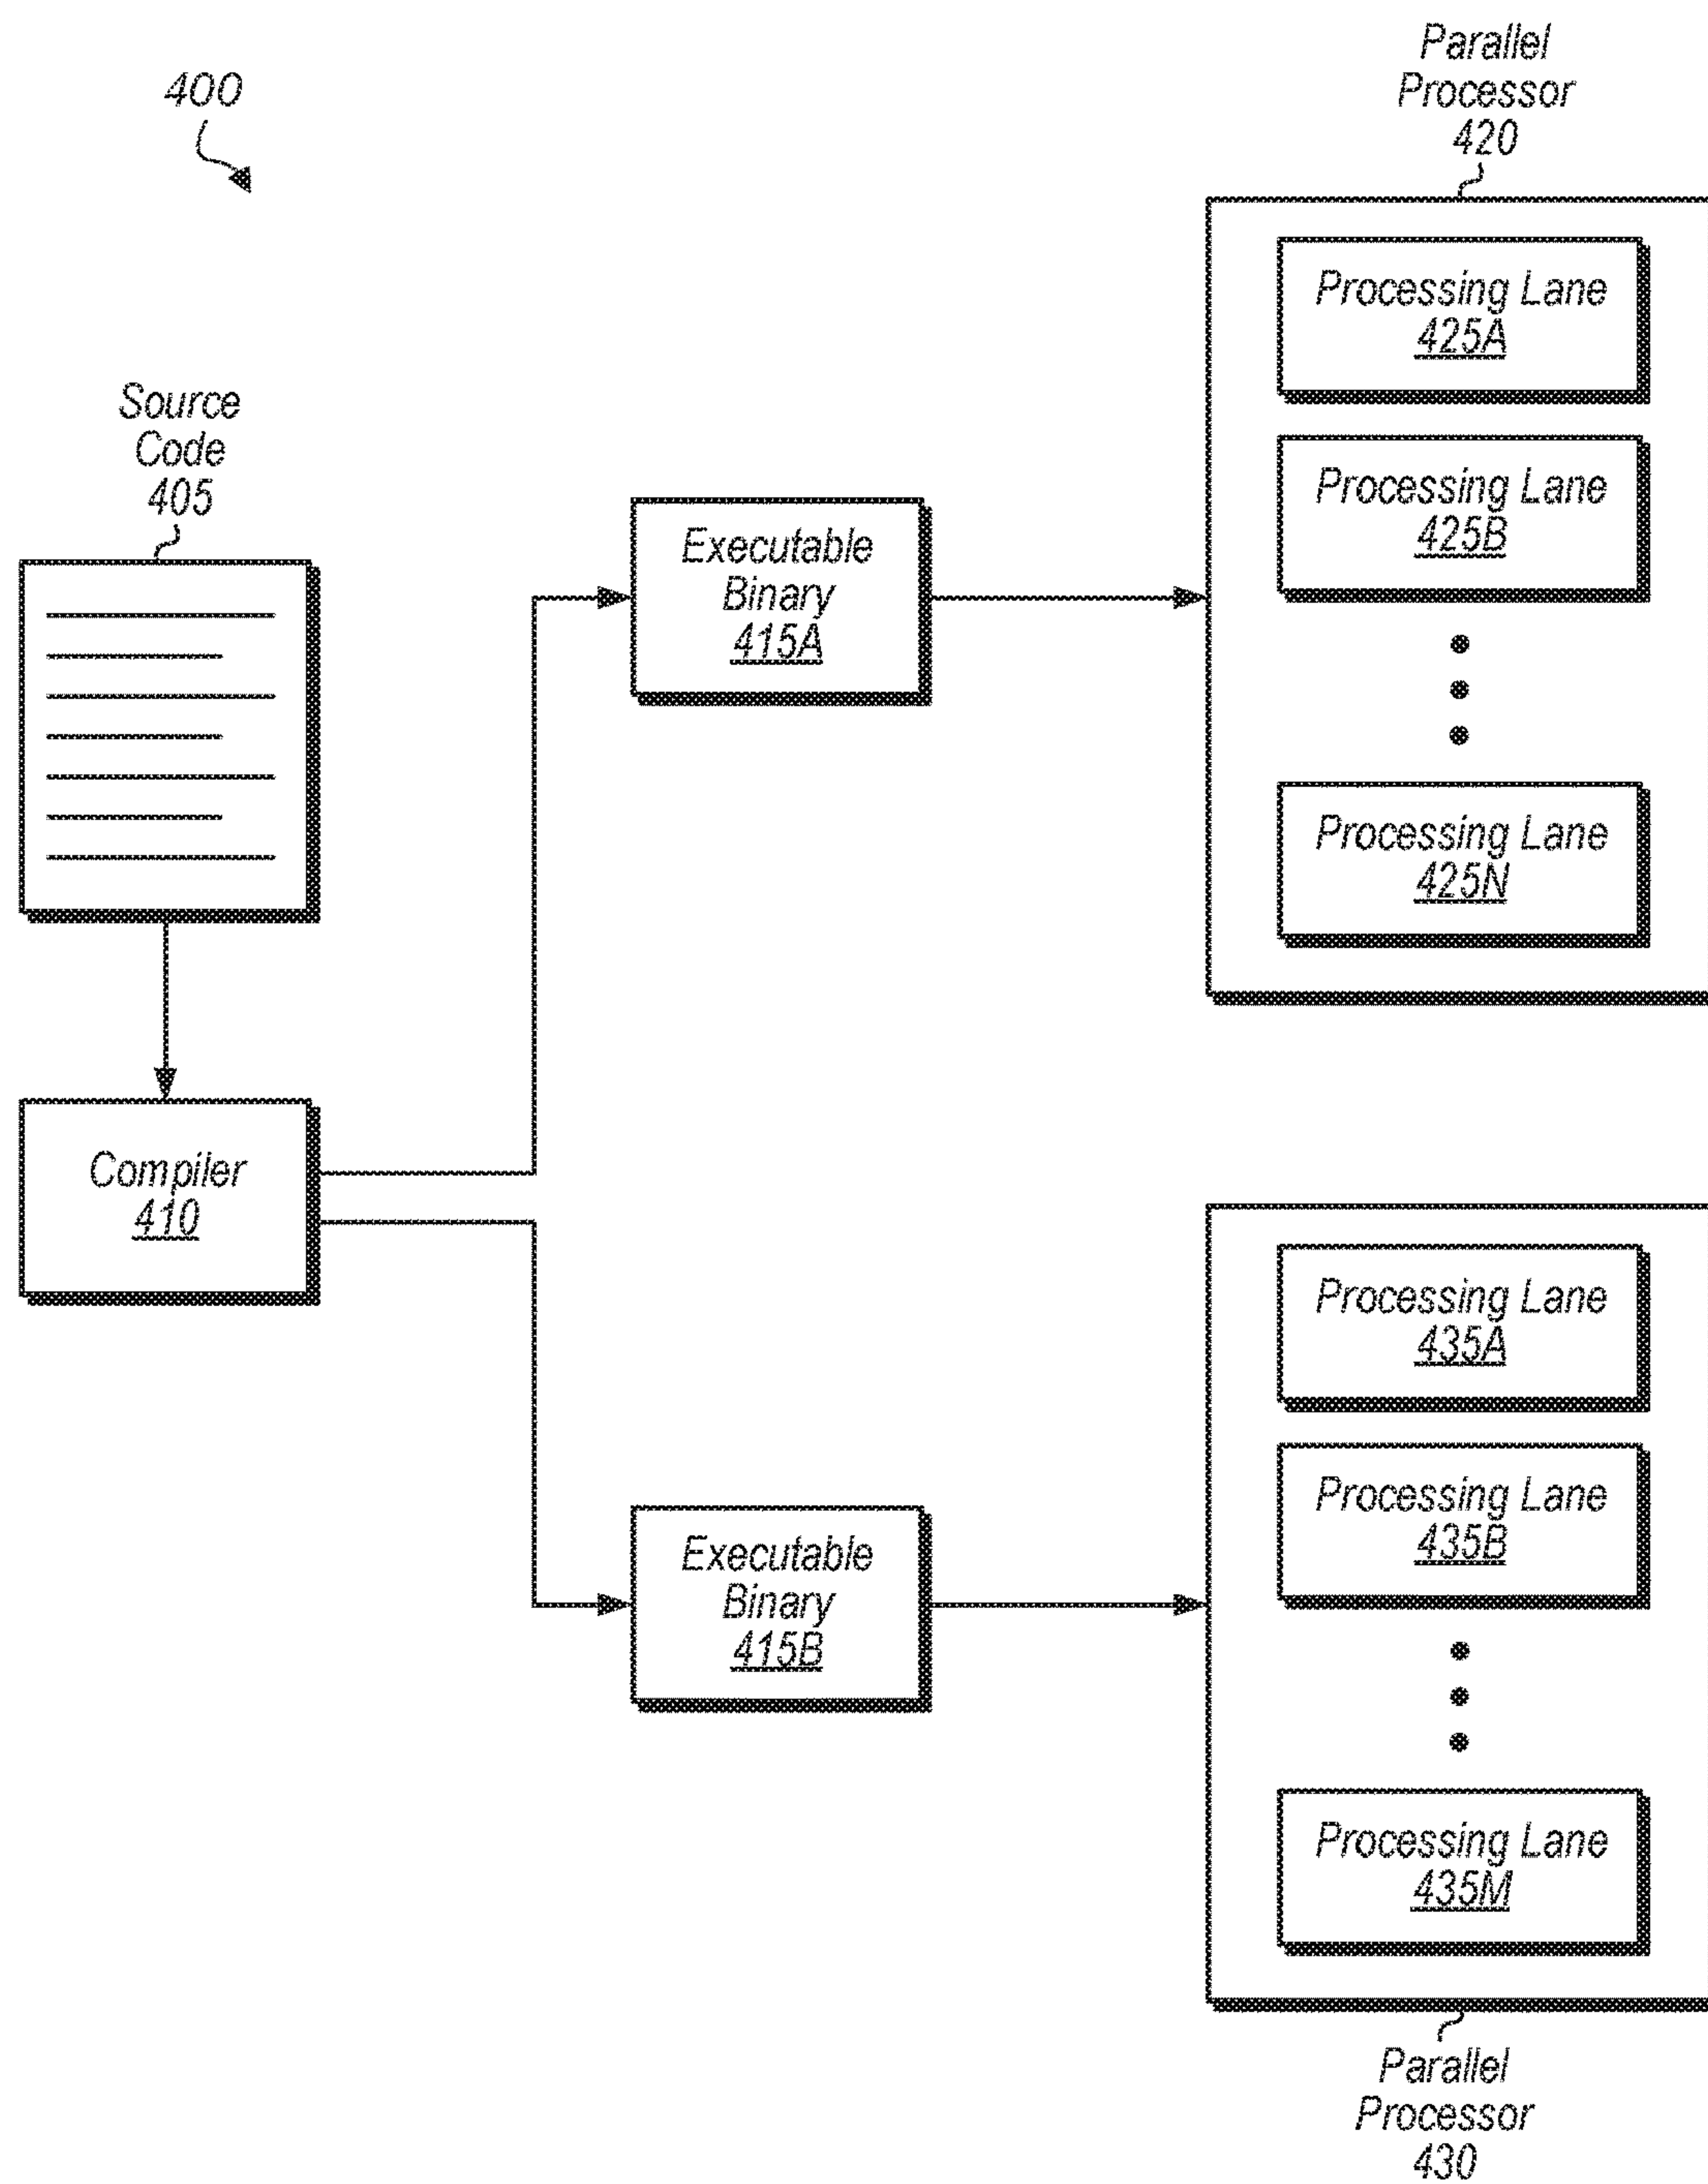 400
Parallel
Processor
420
Processing Lane
425A
Processing Lane
425B
Processing Lane
425N
Source
Code
405
Executable
Binary
415A
Compiler
410
Executable
Binary
415B
Processing Lane
435A
Processing Lane
435B
Processing Lane
435M
Parallel
Processor
430